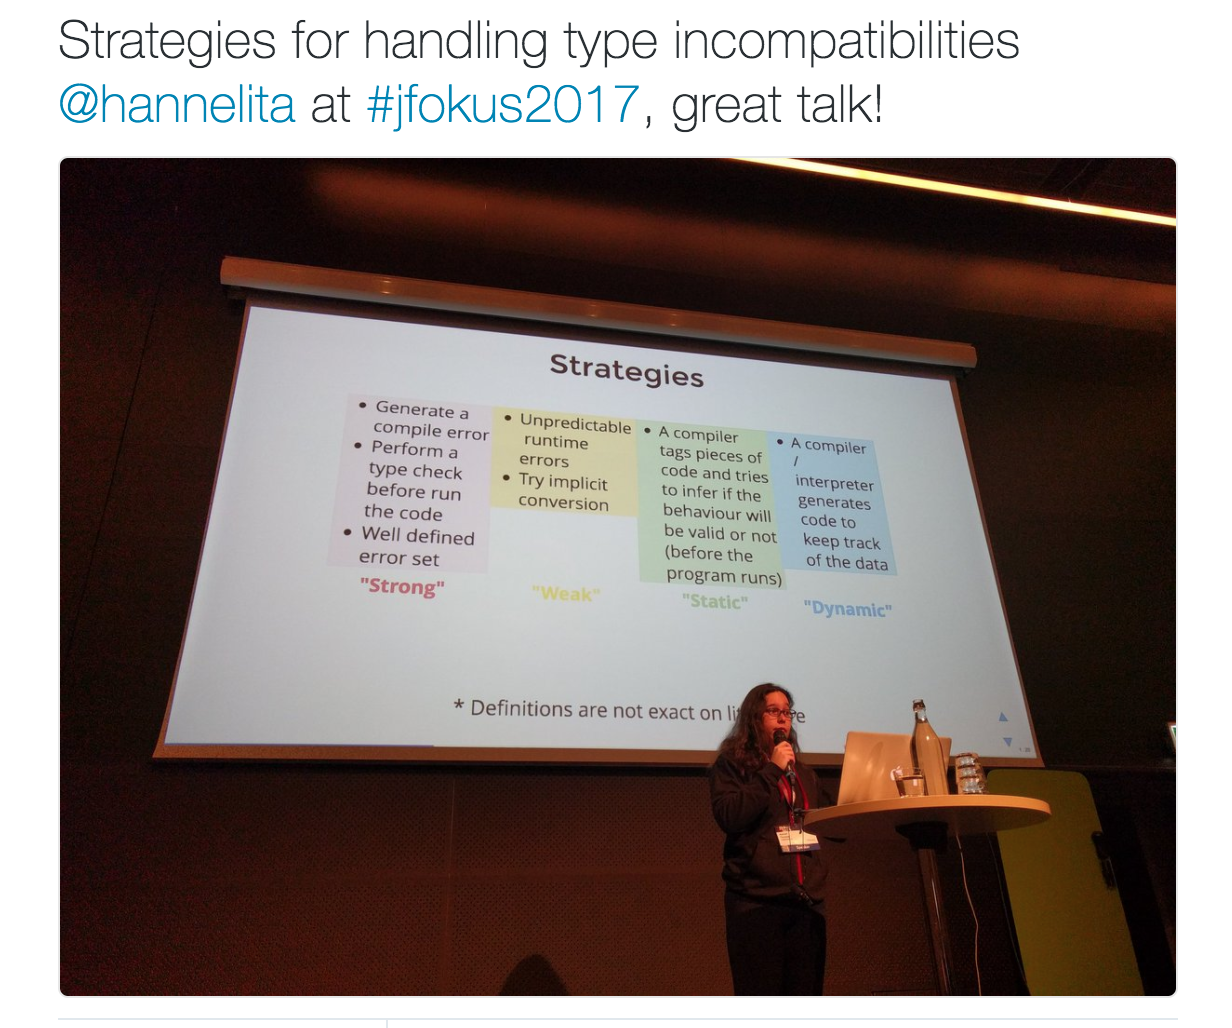 Strategies for handling type incompatibilities
@hannelita at #jfokus2017, great talk!
Strategies
• Generate a
compile error
• Perform a
type check
before run
the code
• Well defined
error set
"Strong"
• Unpredictable
runtime
errors
• Try implicit
conversion
"Weak"
• A compiler
tags pieces of
code and tries
to infer if the
behaviour will
be valid or not
(before the
program runs)
"Static"
• A compiler
/
interpreter
generates
code to
keep track
of the data
"Dynamic"
* Definitions are not exact on